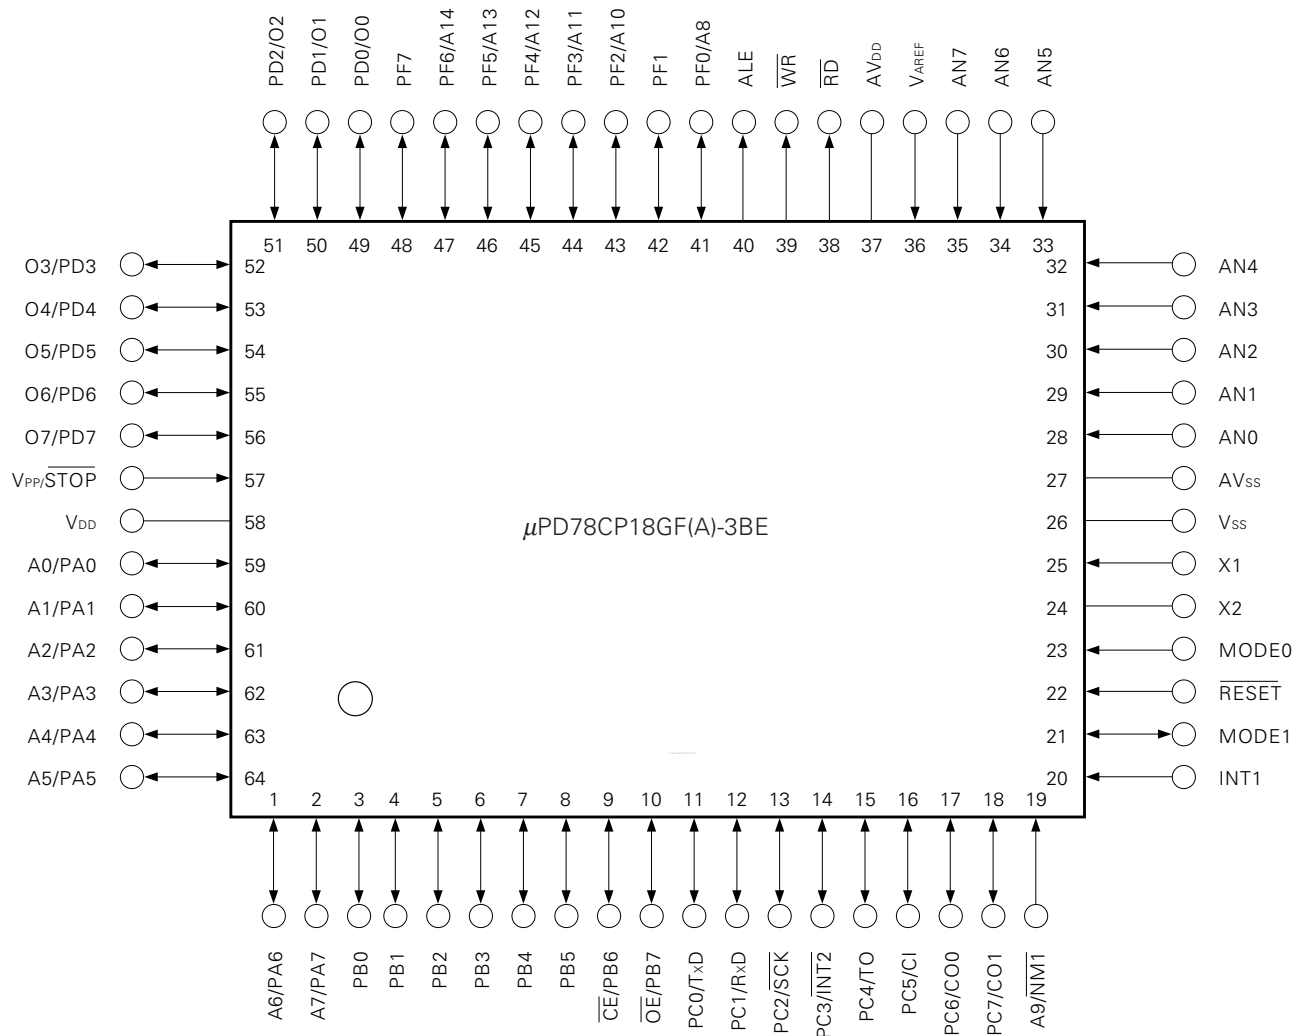 PD2/O2 PD1/O1 PD0/O0 PF7 PF6/A14 PF5/A13 PF4/A12 PF3/A11 PF2/A10 PF1 PF0/A8 ALE WR RD AVDD VAREF AN7 AN6 AN5
51 50 49 48 47 46 45 44 43 42 41 40 39 38 37 36 35 34 33
O3/PD3 52 32 AN4
O4/PD4 53 31 AN3
O5/PD5 54 30 AN2
O6/PD6 55 29 AN1
O7/PD7 56 28 AN0
VPP/STOP 57 27 AVSS
VDD 58 26 VSS
μPD78CP18GF(A)-3BE
A0/PA0 59 25 X1
A1/PA1 60 24 X2
A2/PA2 61 23 MODE0
A3/PA3 62 22 RESET
A4/PA4 63 21 MODE1
A5/PA5 64 20 INT1
1 2 3 4 5 6 7 8 9 10 11 12 13 14 15 16 17 18 19
A6/PA6 A7/PA7 PB0 PB1 PB2 PB3 PB4 PB5 CE/PB6 OE/PB7 PC0/TxD PC1/RxD PC2/SCK PC3/INT2 PC4/TO PC5/CI PC6/CO0 PC7/CO1 A9/NM1